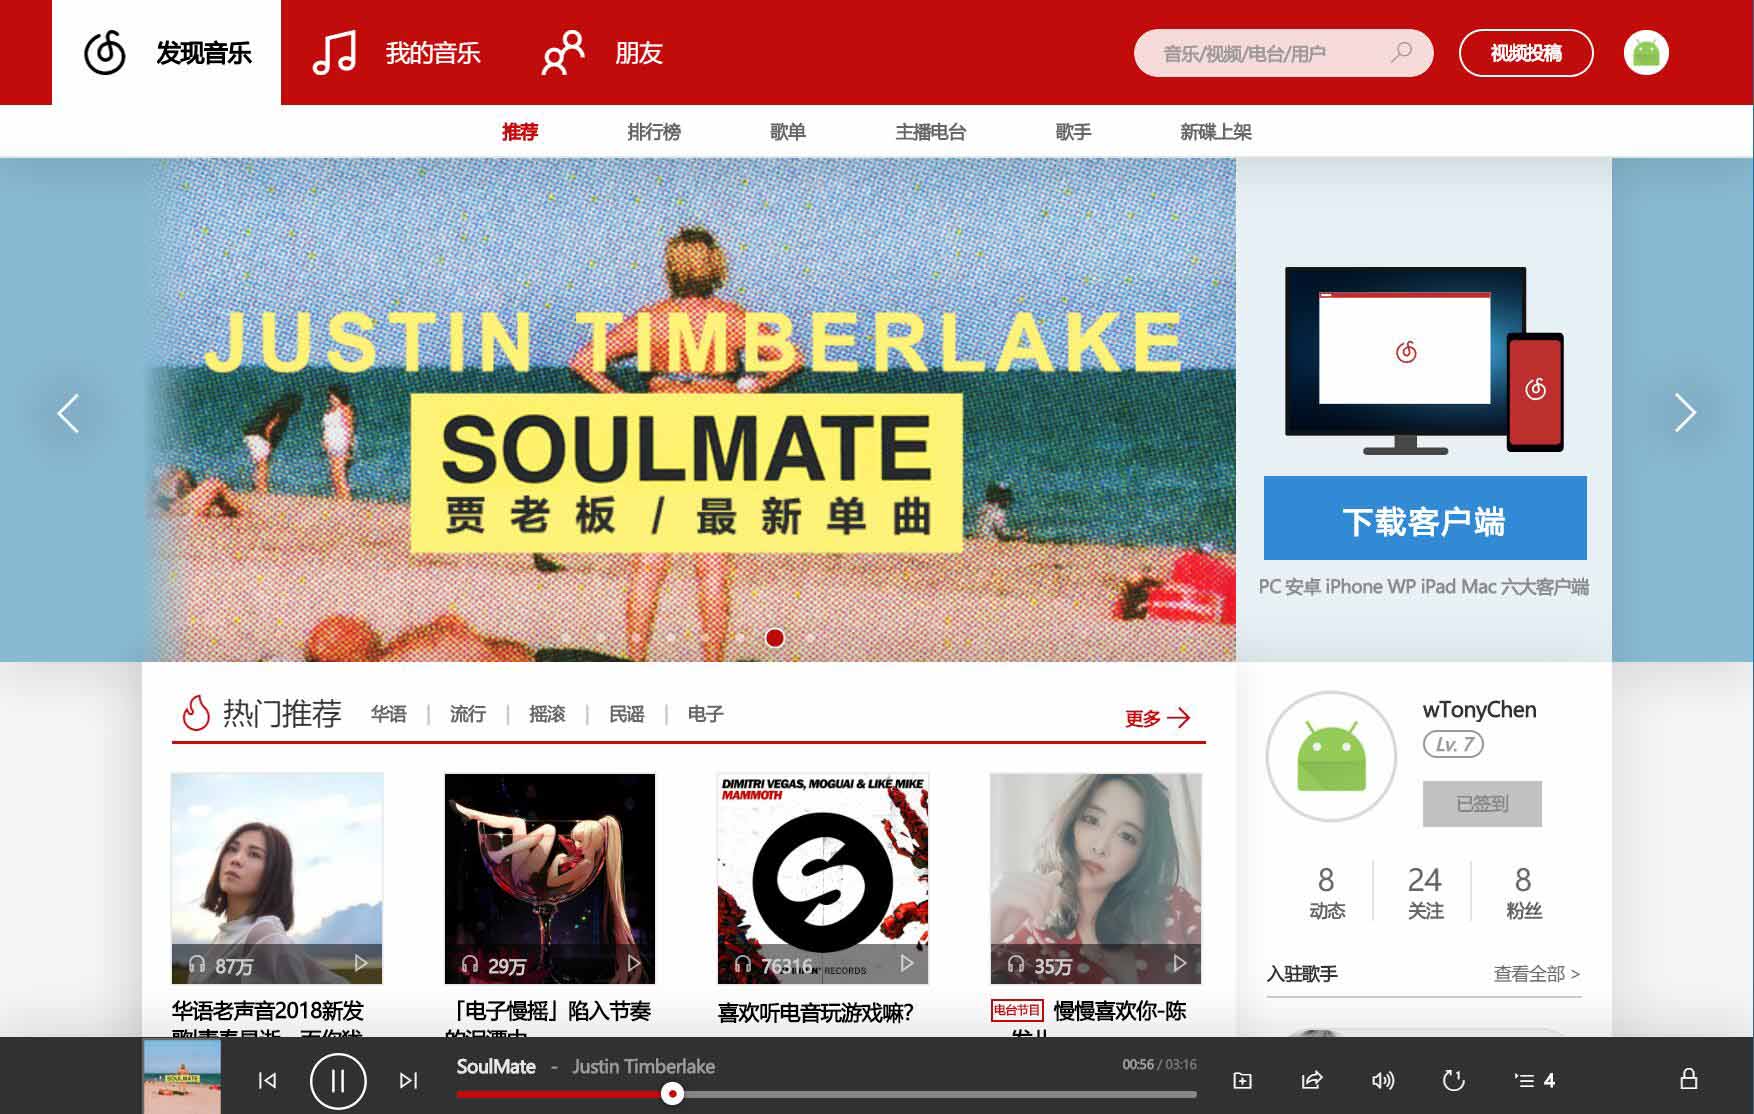 发现音乐
我的音乐
朋友
音乐/视频/电台/用户
视频投稿
推荐
排行榜
歌单
主播电台
歌手
新碟上架
JUSTIN TIMBERLAKE
SOULMATE
贾老板/最新单曲
下载客户端
PC 安卓 iPhone WP iPad Mac 六大客户端
热门推荐
华语 | 流行 | 摇滚 | 民谣 | 电子
更多
wTonyChen
Lv. 7
已签到
8
动态
24
关注
8
粉丝
DIMITRI VEGAS, MOGUAI & LIKE MIKE
MAMMOTH
RECORDS
87万
29万
76316
35万
华语老声音2018新发
「电子慢摇」陷入节奏
喜欢听电音玩游戏嘛?
电台节目 慢慢喜欢你-陈
入驻歌手
查看全部 >
SOULMATE
SoulMate - Justin Timberlake
00:56 / 03:16
1
4